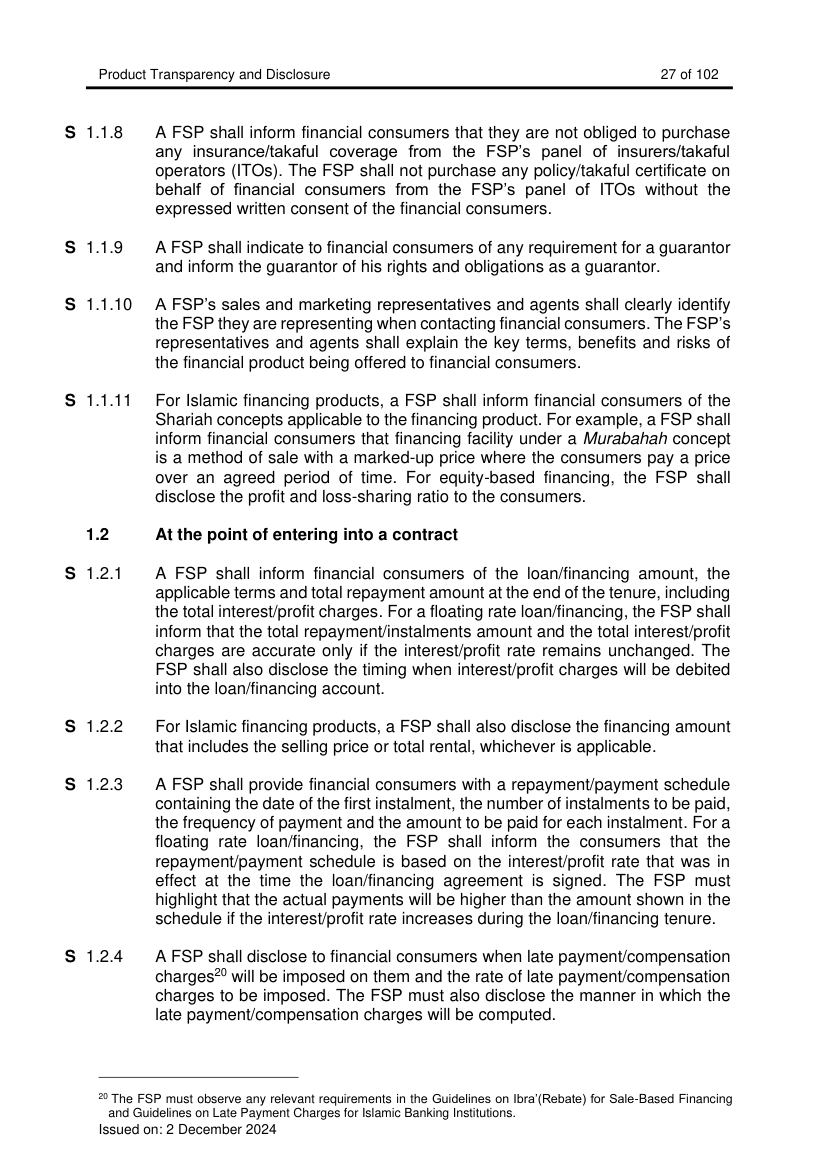 Product Transparency and Disclosure 27 of 102
S 1.1.8 A FSP shall inform financial consumers that they are not obliged to purchase
any insurance/takaful coverage from the FSP's panel of insurers/takaful
operators (ITOs). The FSP shall not purchase any policy/takaful certificate on
behalf of financial consumers from the FSP's panel of ITOs without the
expressed written consent of the financial consumers.
S 1.1.9 A FSP shall indicate to financial consumers of any requirement for a guarantor
and inform the guarantor of his rights and obligations as a guarantor.
S 1.1.10 A FSP's sales and marketing representatives and agents shall clearly identify
the FSP they are representing when contacting financial consumers. The FSP's
representatives and agents shall explain the key terms, benefits and risks of
the financial product being offered to financial consumers.
S 1.1.11 For Islamic financing products, a FSP shall inform financial consumers of the
Shariah concepts applicable to the financing product. For example, a FSP shall
inform financial consumers that financing facility under a Murabahah concept
is a method of sale with a marked-up price where the consumers pay a price
over an agreed period of time. For equity-based financing, the FSP shall
disclose the profit and loss-sharing ratio to the consumers.
1.2 At the point of entering into a contract
S 1.2.1 A FSP shall inform financial consumers of the loan/financing amount, the
applicable terms and total repayment amount at the end of the tenure, including
the total interest/profit charges. For a floating rate loan/financing, the FSP shall
inform that the total repayment/instalments amount and the total interest/profit
charges are accurate only if the interest/profit rate remains unchanged. The
FSP shall also disclose the timing when interest/profit charges will be debited
into the loan/financing account.
S 1.2.2 For Islamic financing products, a FSP shall also disclose the financing amount
that includes the selling price or total rental, whichever is applicable.
S 1.2.3 A FSP shall provide financial consumers with a repayment/payment schedule
containing the date of the first instalment, the number of instalments to be paid,
the frequency of payment and the amount to be paid for each instalment. For a
floating rate loan/financing, the FSP shall inform the consumers that the
repayment/payment schedule is based on the interest/profit rate that was in
effect at the time the loan/financing agreement is signed. The FSP must
highlight that the actual payments will be higher than the amount shown in the
schedule if the interest/profit rate increases during the loan/financing tenure.
S 1.2.4 A FSP shall disclose to financial consumers when late payment/compensation
charges20 will be imposed on them and the rate of late payment/compensation
charges to be imposed. The FSP must also disclose the manner in which the
late payment/compensation charges will be computed.
20 The FSP must observe any relevant requirements in the Guidelines on Ibra'(Rebate) for Sale-Based Financing
and Guidelines on Late Payment Charges for Islamic Banking Institutions.
Issued on: 2 December 2024